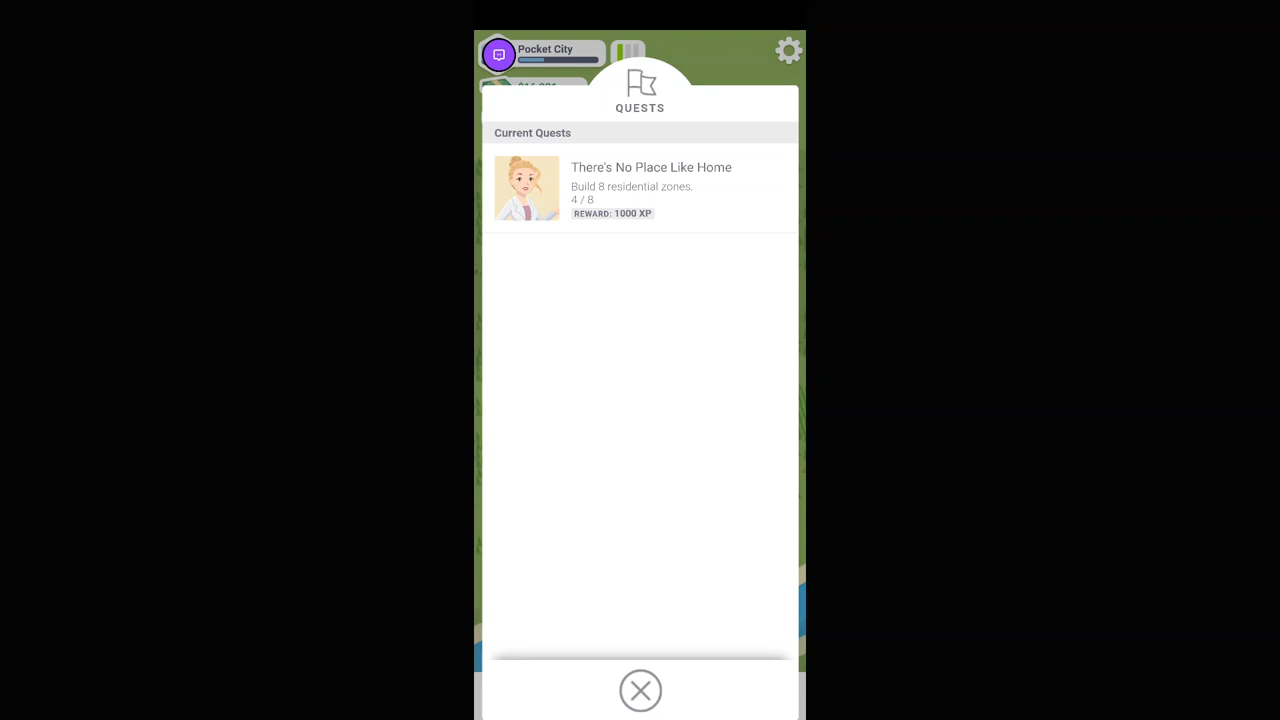 Pocket City
QUESTS
Current Quests
There's No Place Like Home
Build 8 residential zones.
4 / 8
REWARD: 1000 XP